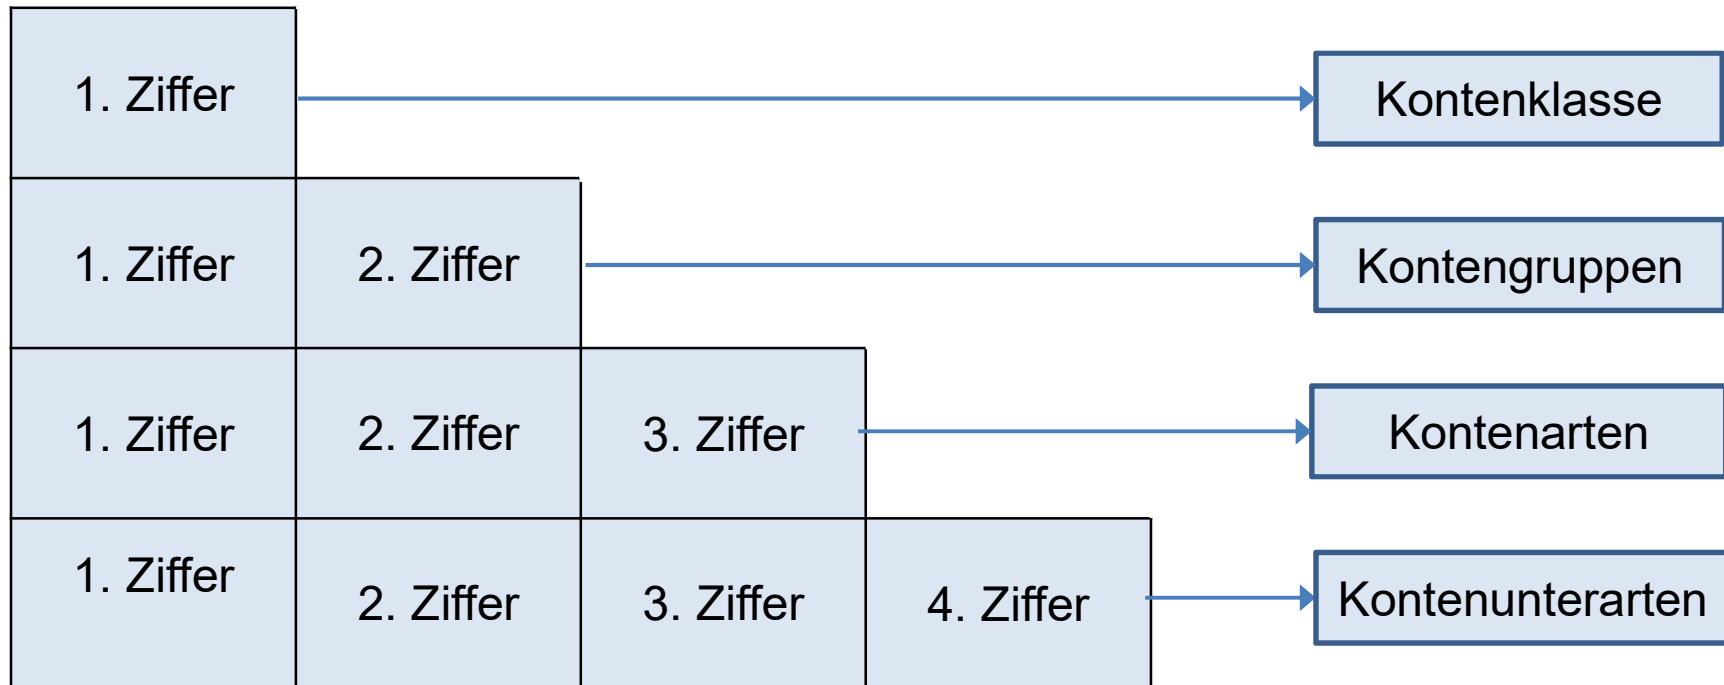 1. Ziffer
Kontenklasse
1. Ziffer 2. Ziffer
Kontengruppen
1. Ziffer 2. Ziffer 3. Ziffer
Kontenarten
1. Ziffer 2. Ziffer 3. Ziffer 4. Ziffer
Kontenunterarten